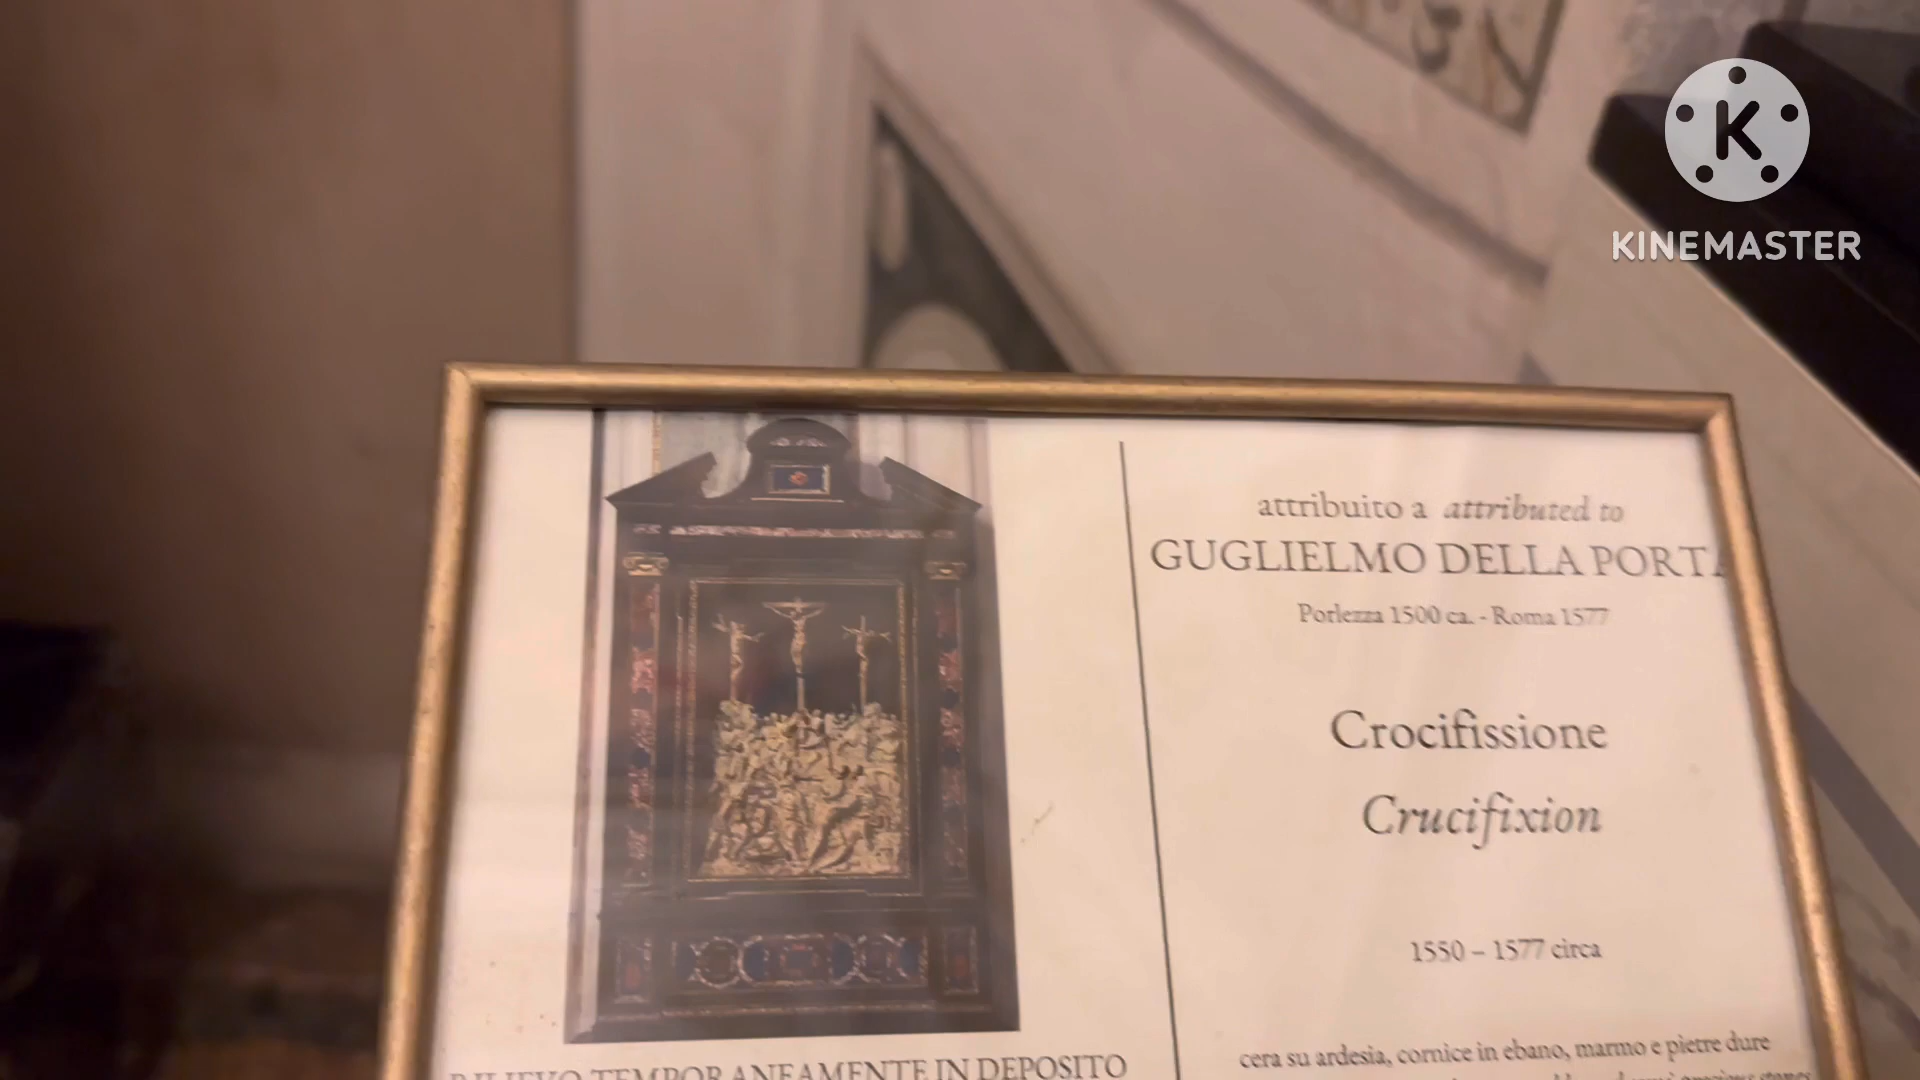 K
KINEMASTER
attribuito a attributed to
GUGLIELMO DELLA PORTA
Porlezza 1500 ca. - Roma 1577
Crocifissione
Crucifixion
1550 – 1577 circa
cera su ardesia, cornice in ebano, marmo e pietre dure
RILIEVO TEMPORANEAMENTE IN DEPOSITO